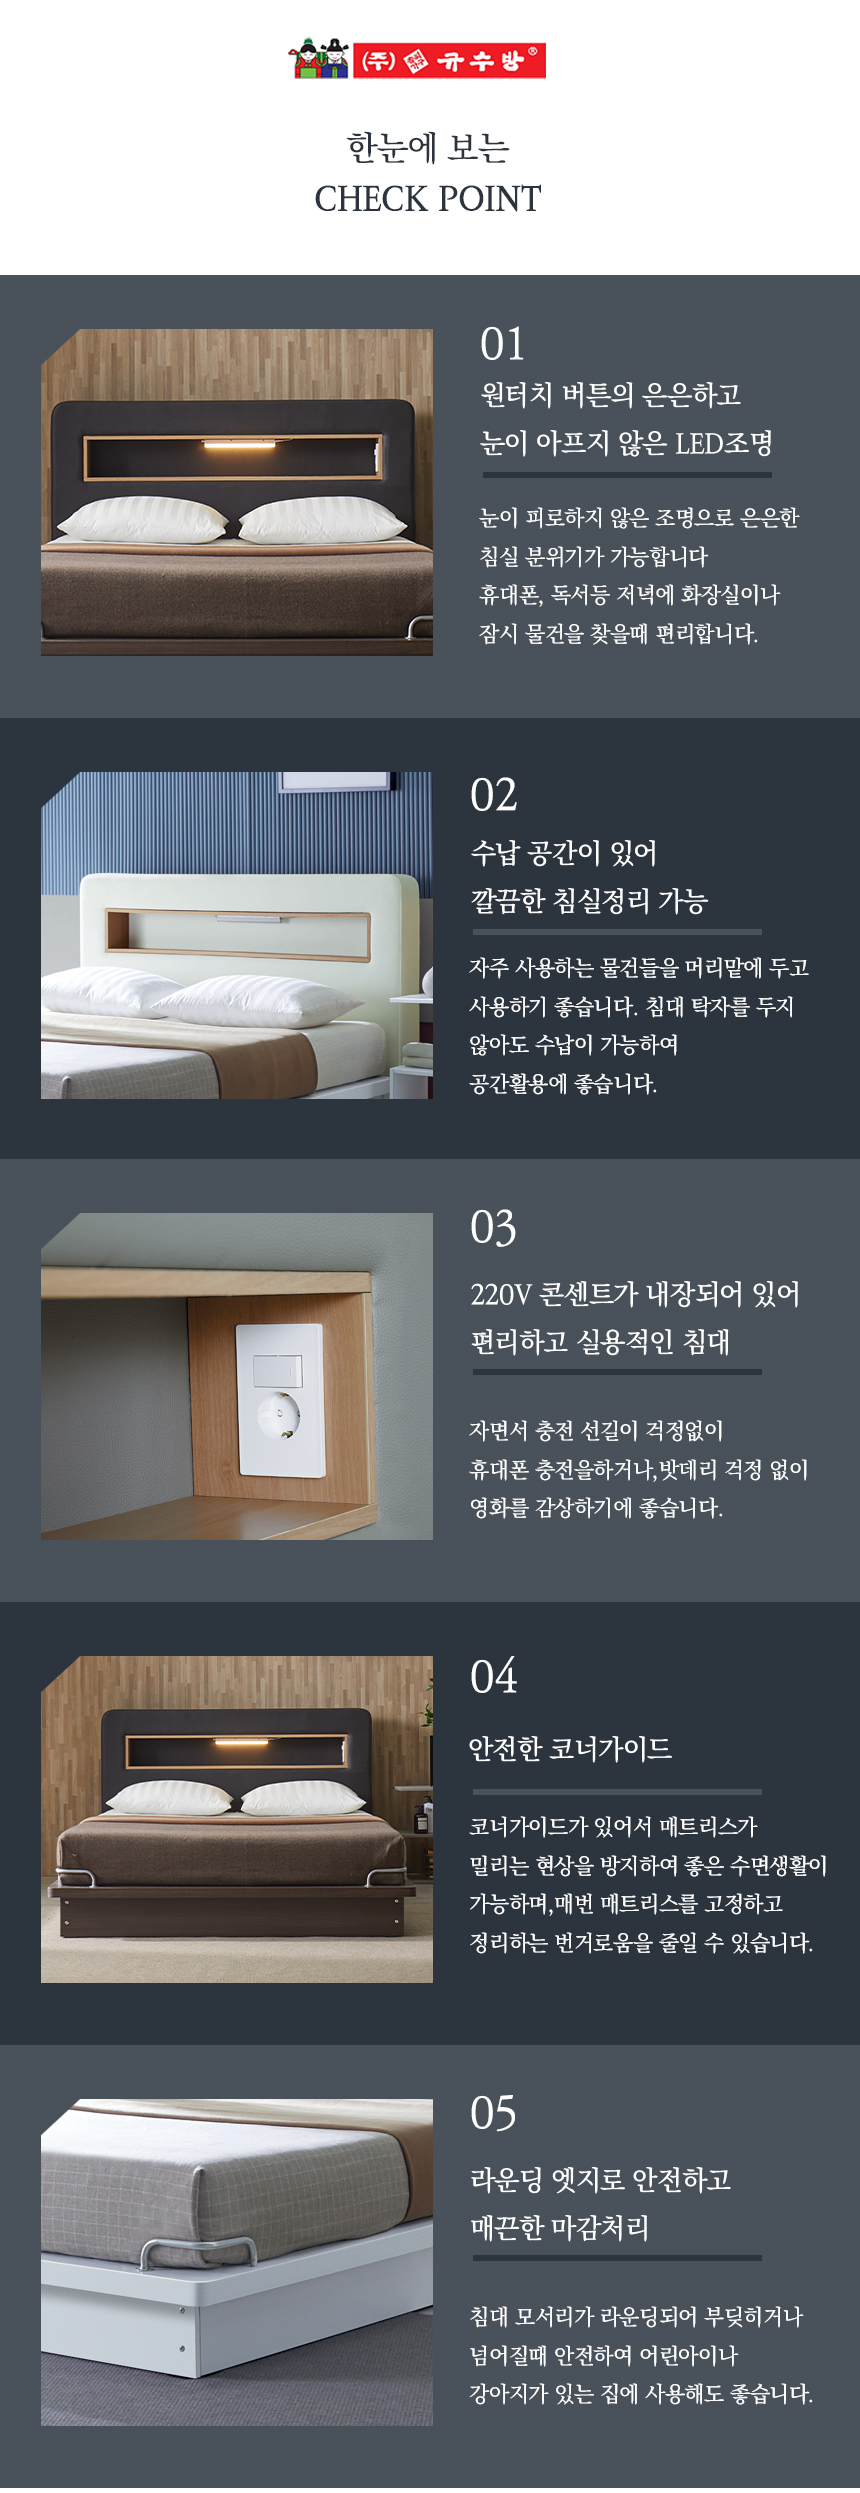 (주) 규수방®
한눈에 보는
CHECK POINT
01
원터치 버튼의 은은하고
눈이 아프지 않은 LED조명
눈이 피로하지 않은 조명으로 은은한
침실 분위기가 가능합니다
휴대폰, 독서등 저녁에 화장실이나
잠시 물건을 찾을때 편리합니다.
02
수납 공간이 있어
깔끔한 침실정리 가능
자주 사용하는 물건들을 머리맡에 두고
사용하기 좋습니다. 침대 탁자를 두지
않아도 수납이 가능하여
공간활용에 좋습니다.
03
220V 콘센트가 내장되어 있어
편리하고 실용적인 침대
자면서 충전 선길이 걱정없이
휴대폰 충전을하거나,밧데리 걱정 없이
영화를 감상하기에 좋습니다.
04
안전한 코너가이드
코너가이드가 있어서 매트리스가
밀리는 현상을 방지하여 좋은 수면생활이
가능하며,매번 매트리스를 고정하고
정리하는 번거로움을 줄일 수 있습니다.
05
라운딩 엣지로 안전하고
매끈한 마감처리
침대 모서리가 라운딩되어 부딪히거나
넘어질때 안전하여 어린아이나
강아지가 있는 집에 사용해도 좋습니다.